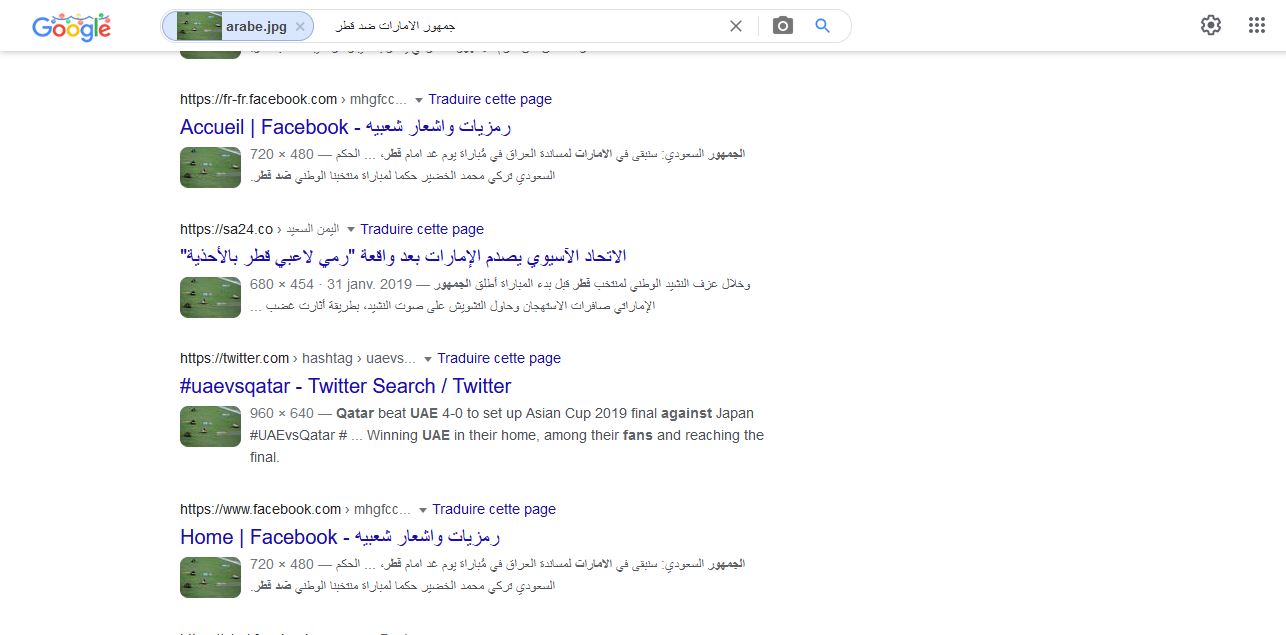 Google
arabe.jpg × جمهور الامارات ضد قطر
https://fr-fr.facebook.com › mhgfcc... Traduire cette page
Accueil | Facebook - رمزيات واشعار شعبيه
720 × 480 — الجمهور السعودي: سنبقى في الامارات لمساندة العراق في مُباراة يوم غد امام قطر، ... الحكم
السعودي تركي محمد الخضير حكما لمباراة منتخبنا الوطني ضد قطر.
https://sa24.co › اليمن السعيد Traduire cette page
الاتحاد الآسيوي يصدم الإمارات بعد واقعة "رمي لاعبي قطر بالأحذية"
680 × 454 · 31 janv. 2019 — وخلال عزف النشيد الوطني لمنتخب قطر قبل بدء المباراة أطلق الجمهور
الإماراتي صافرات الاستهجان وحاول التشويش على صوت النشيد، بطريقة أثارت غضب ...
https://twitter.com › hashtag › uaevs... Traduire cette page
#uaevsqatar - Twitter Search / Twitter
960 × 640 — Qatar beat UAE 4-0 to set up Asian Cup 2019 final against Japan
#UAEvsQatar # ... Winning UAE in their home, among their fans and reaching the
final.
https://www.facebook.com › mhgfcc... Traduire cette page
Home | Facebook - رمزيات واشعار شعبيه
720 × 480 — الجمهور السعودي: سنبقى في الامارات لمساندة العراق في مُباراة يوم غد امام قطر، ... الحكم
السعودي تركي محمد الخضير حكما لمباراة منتخبنا الوطني ضد قطر.